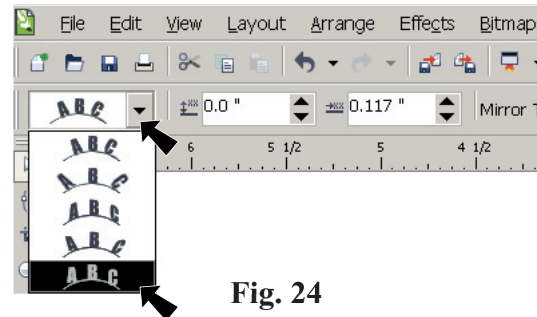 File Edit View Layout Arrange Effects Bitmap
ABC 0.0 " 0.117 " Mirror T
ABC 6 5 1/2 5 4 1/2
ABC
ABC
ABC
ABC
Fig. 24